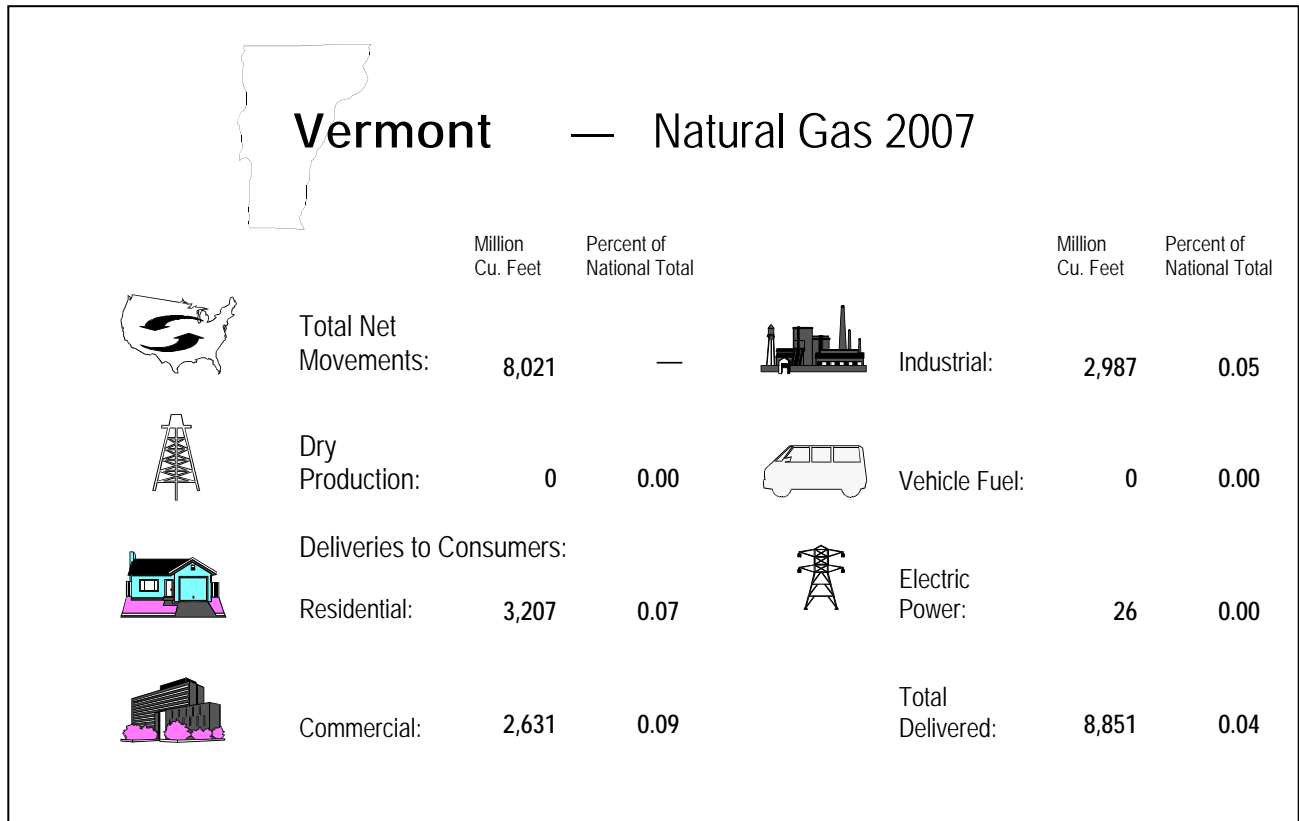 Vermont — Natural Gas 2007
Million Cu. Feet
Percent of National Total
Total Net
Movements: 8,021 —
Dry
Production: 0 0.00
Deliveries to Consumers:
Residential: 3,207 0.07
Commercial: 2,631 0.09
Million Cu. Feet
Percent of National Total
Industrial: 2,987 0.05
Vehicle Fuel: 0 0.00
Electric
Power: 26 0.00
Total
Delivered: 8,851 0.04